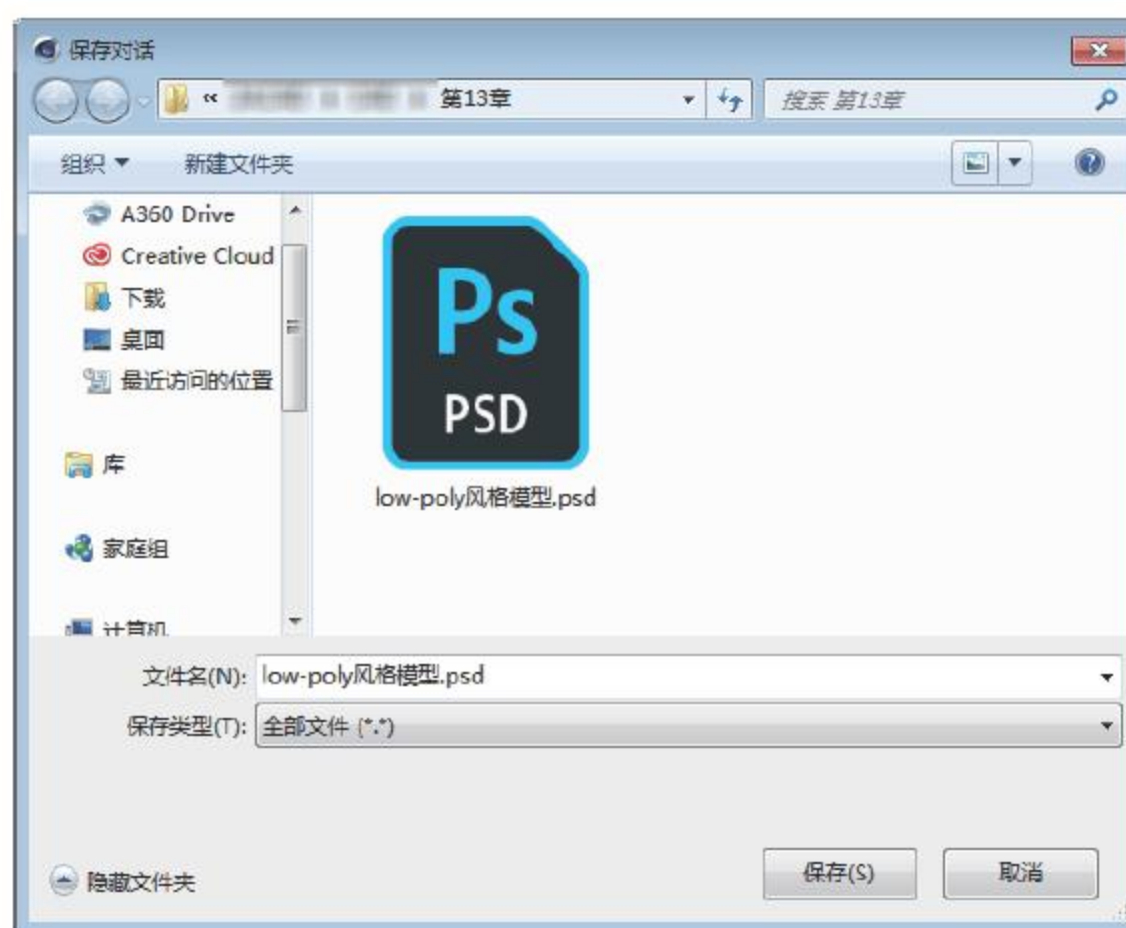 保存对话
« 第13章
搜索 第13章
组织 新建文件夹
A360 Drive
Creative Cloud
下载
桌面
最近访问的位置
库
家庭组
计算机
Ps
PSD
low-poly风格模型.psd
文件名(N): low-poly风格模型.psd
保存类型(T): 全部文件 (*.*)
隐藏文件夹
保存(S)
取消